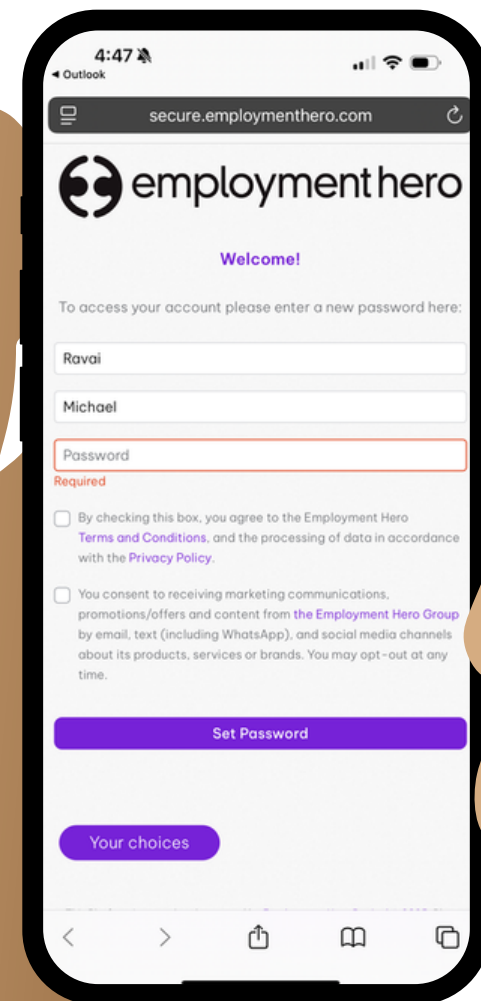 4:47
Outlook
secure.employmenthero.com
employment hero
Welcome!
To access your account please enter a new password here:
Ravai
Michael
Password
Required
By checking this box, you agree to the Employment Hero
Terms and Conditions, and the processing of data in accordance
with the Privacy Policy.
You consent to receiving marketing communications,
promotions/offers and content from the Employment Hero Group
by email, text (including WhatsApp), and social media channels
about its products, services or brands. You may opt-out at any
time.
Set Password
Your choices